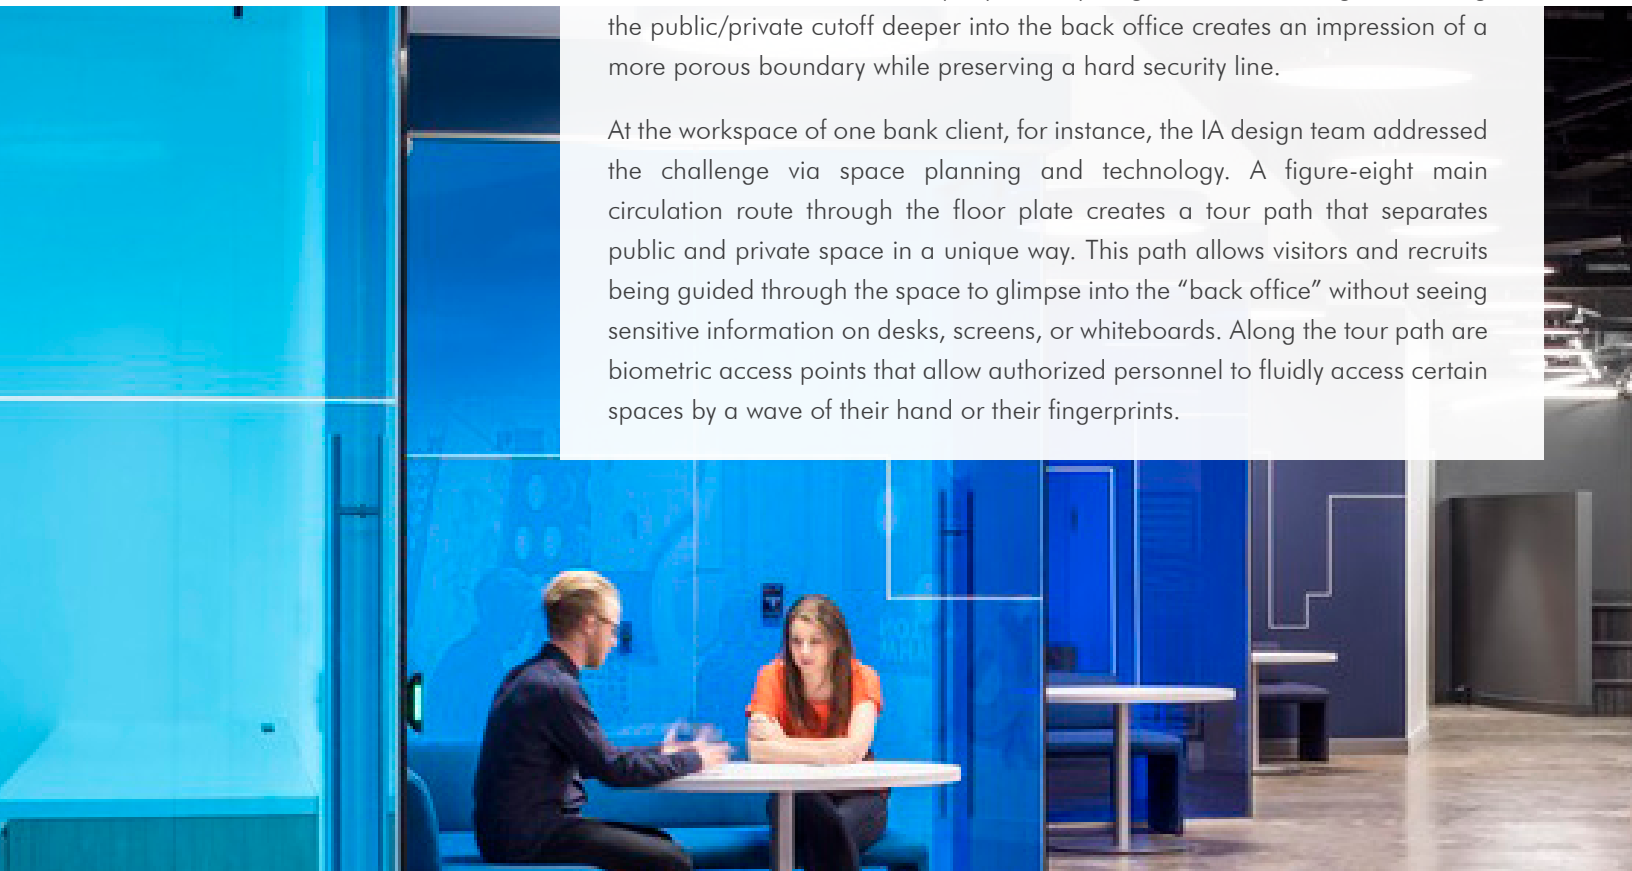 the public/private cutoff deeper into the back office creates an impression of a
more porous boundary while preserving a hard security line.
At the workspace of one bank client, for instance, the IA design team addressed
the challenge via space planning and technology. A figure-eight main
circulation route through the floor plate creates a tour path that separates
public and private space in a unique way. This path allows visitors and recruits
being guided through the space to glimpse into the “back office” without seeing
sensitive information on desks, screens, or whiteboards. Along the tour path are
biometric access points that allow authorized personnel to fluidly access certain
spaces by a wave of their hand or their fingerprints.